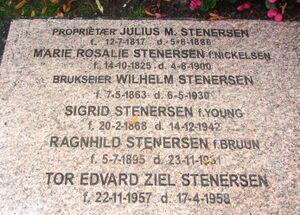 PROPRIETÆR JULIUS M. STENERSEN
f. 12-7-1817 d. 5-8-1888
MARIE ROSALIE STENERSEN f.NICKELSEN
f. 14-10-1825 d. 4-8-1900
BRUKSEIER WILHELM STENERSEN
f. 7-5-1863 d. 6-5-1930
SIGRID STENERSEN f.YOUNG
f. 20-2-1868 d. 14-12-1942
RAGNHILD STENERSEN f.BRUUN
f. 5-7-1895 d. 23-11-1931
TOR EDVARD ZIEL STENERSEN
f. 22-11-1957 d. 17-4-1958